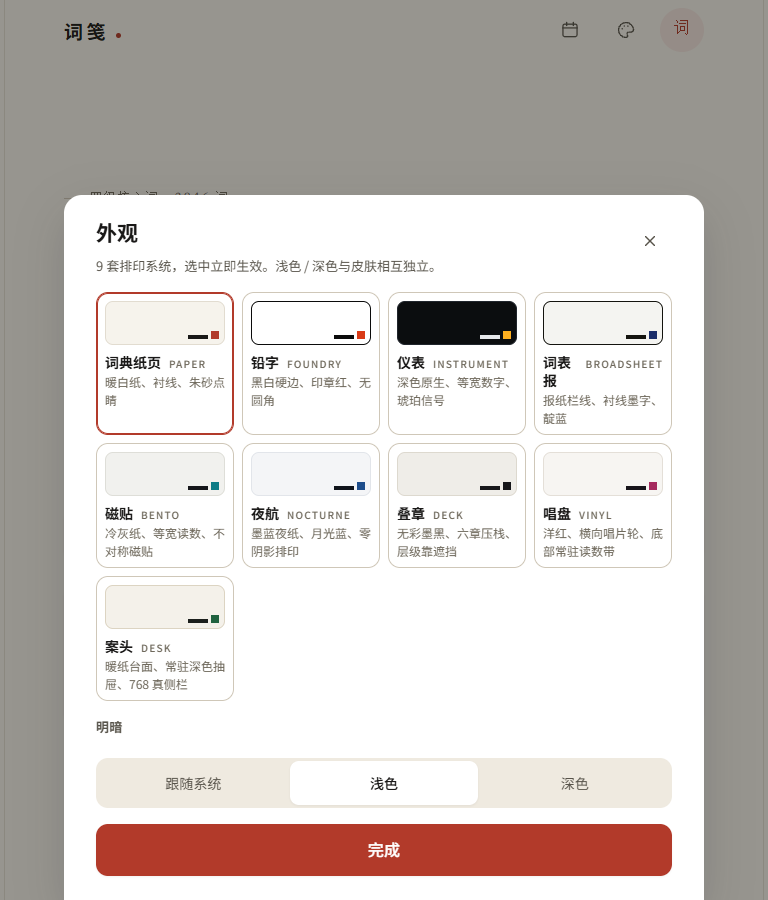 词笺
词
外观
9 套排印系统，选中立即生效。浅色 / 深色与皮肤相互独立。
词典纸页 PAPER
暖白纸、衬线、朱砂点
睛
铅字 FOUNDRY
黑白硬边、印章红、无
圆角
仪表 INSTRUMENT
深色原生、等宽数字、
琥珀信号
词表 BROADSHEET
报
报纸栏线、衬线墨字、
靛蓝
磁贴 BENTO
冷灰纸、等宽读数、不
对称磁贴
夜航 NOCTURNE
墨蓝夜纸、月光蓝、零
阴影排印
叠章 DECK
无彩墨黑、六章压栈、
层级靠遮挡
唱盘 VINYL
洋红、横向唱片轮、底
部常驻读数带
案头 DESK
暖纸台面、常驻深色抽
屉、768 真侧栏
明暗
跟随系统
浅色
深色
完成